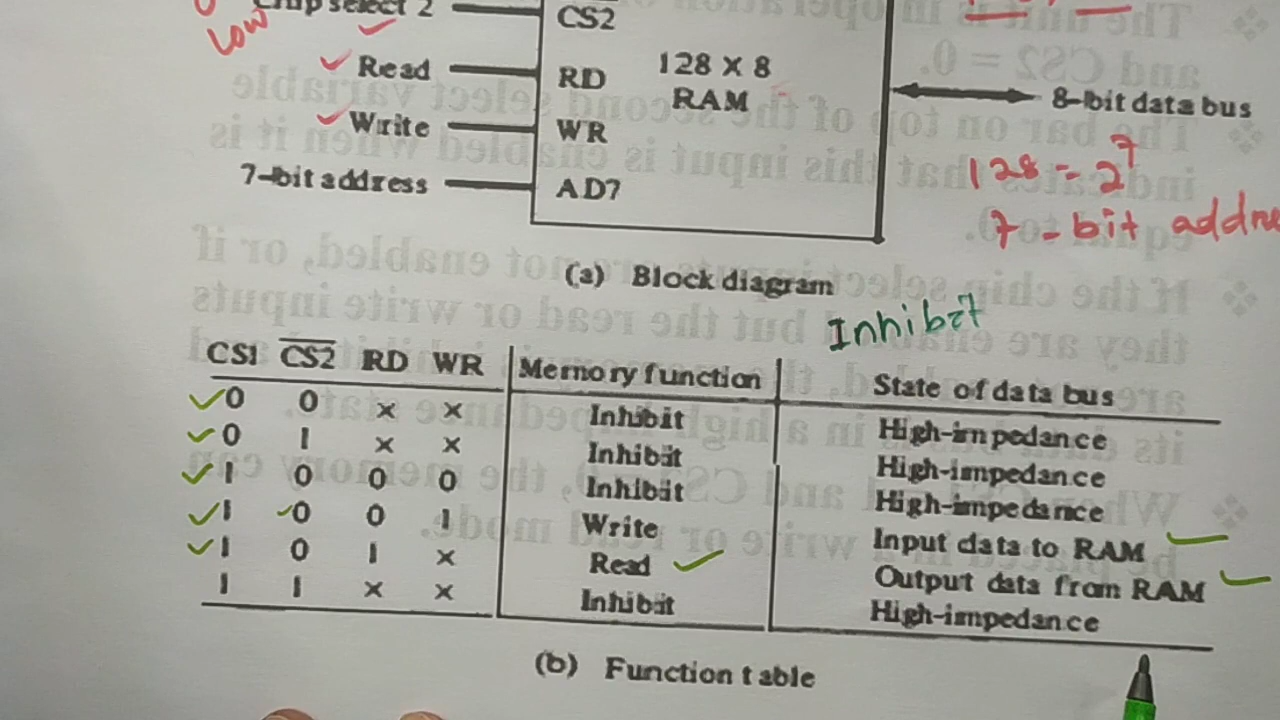 Chip select 2
CS2
Low
Read
RD
128 × 8
RAM
8-bit data bus
Write
WR
128 = 2^7
7-bit address
AD7
7 - bit addre
(a) Block diagram
Inhibit
CS1 C̅S̅2̅ RD WR Memory function State of data bus
0 0 × × Inhibit High-impedance
0 1 × × Inhibit High-impedance
1 0 0 0 Inhibit High-impedance
1 0 0 1 Write Input data to RAM
1 0 1 × Read Output data from RAM
1 1 × × Inhibit High-impedance
(b) Function table